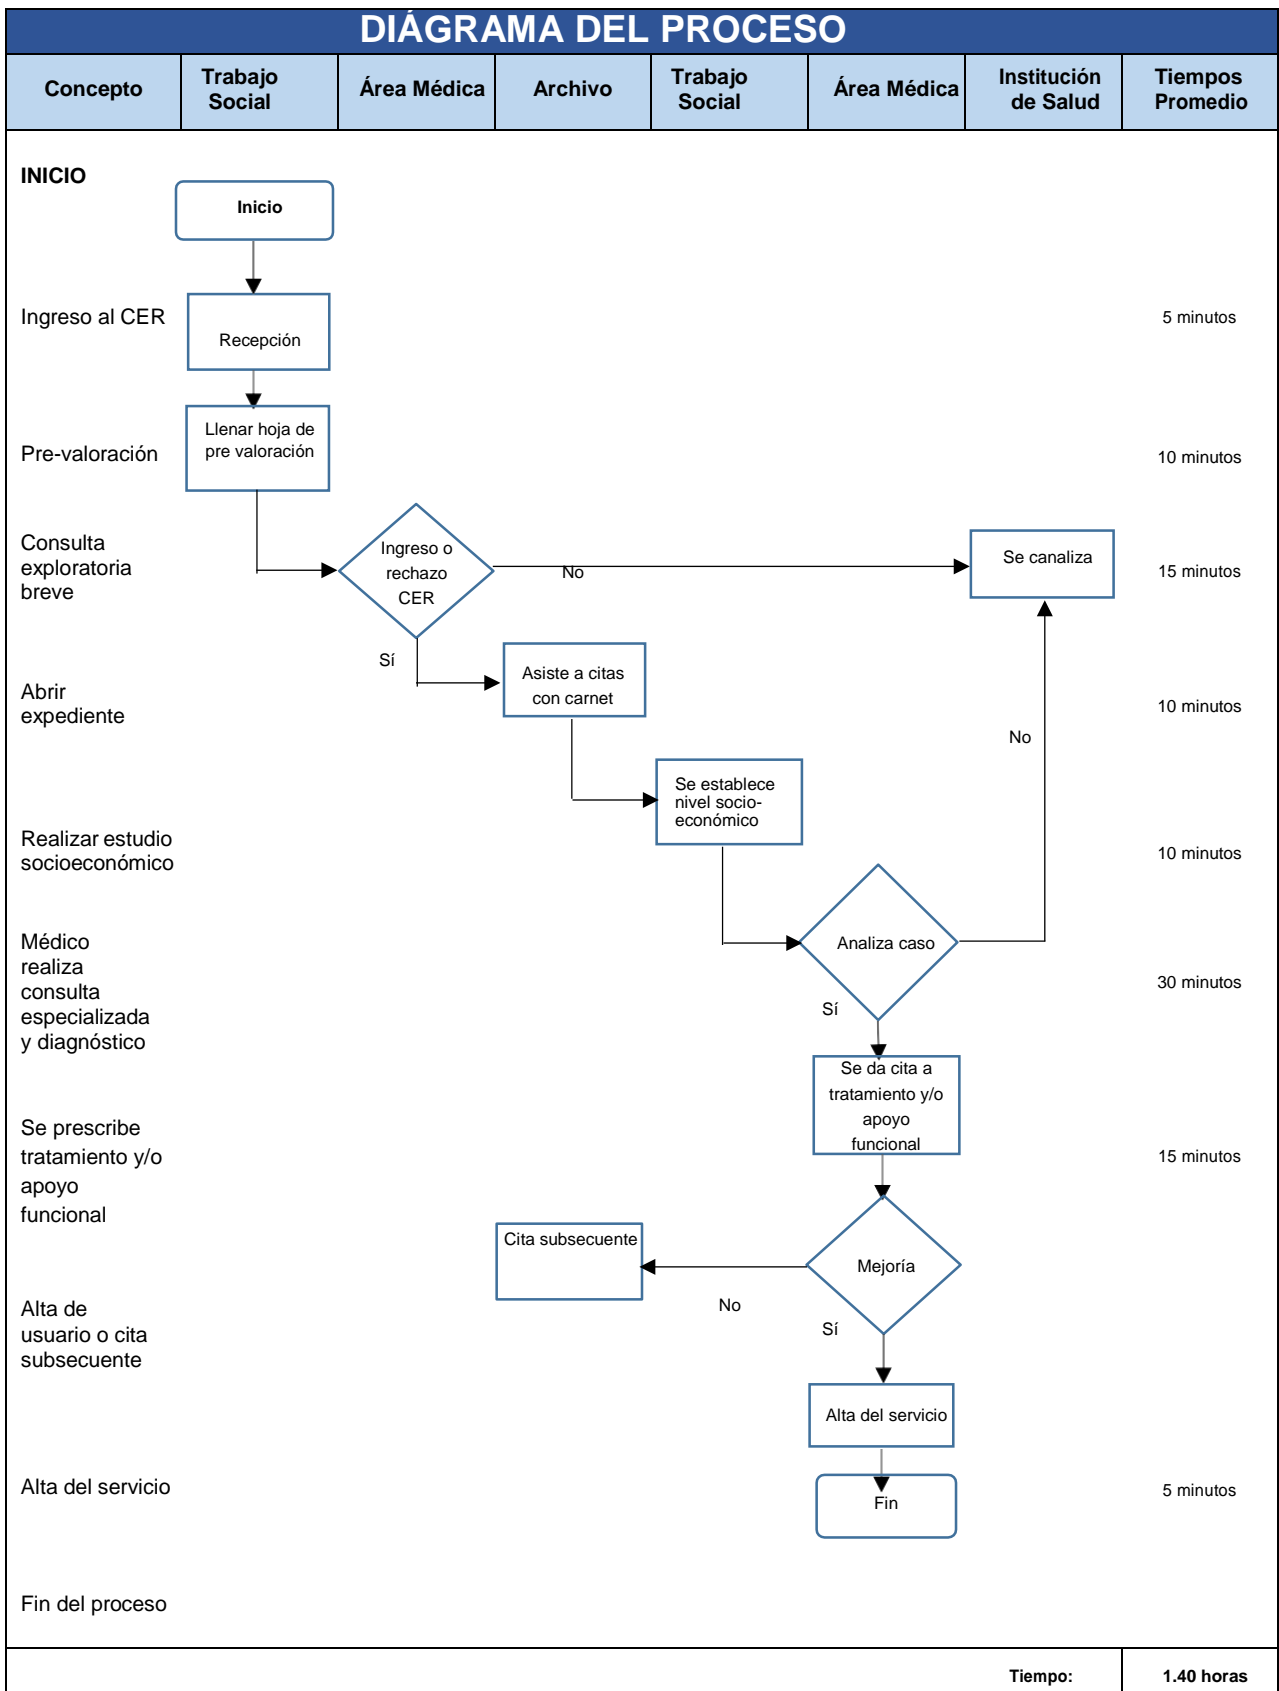 DIÁGRAMA DEL PROCESO
Concepto
Trabajo
Social
Área Médica
Archivo
Trabajo
Social
Área Médica
Institución
de Salud
Tiempos
Promedio
INICIO
Inicio
Ingreso al CER
Recepción
5 minutos
Pre-valoración
Llenar hoja de
pre valoración
10 minutos
Consulta
exploratoria
breve
Ingreso o
rechazo
CER
No
Se canaliza
15 minutos
Sí
Abrir
expediente
Asiste a citas
con carnet
10 minutos
No
Realizar estudio
socioeconómico
Se establece
nivel socio-
económico
10 minutos
Médico
realiza
consulta
especializada
y diagnóstico
Analiza caso
30 minutos
Sí
Se prescribe
tratamiento y/o
apoyo
funcional
Se da cita a
tratamiento y/o
apoyo
funcional
15 minutos
Alta de
usuario o cita
subsecuente
Cita subsecuente
Mejoría
No
Sí
Alta del servicio
Alta del servicio
Fin
5 minutos
Fin del proceso
Tiempo:
1.40 horas